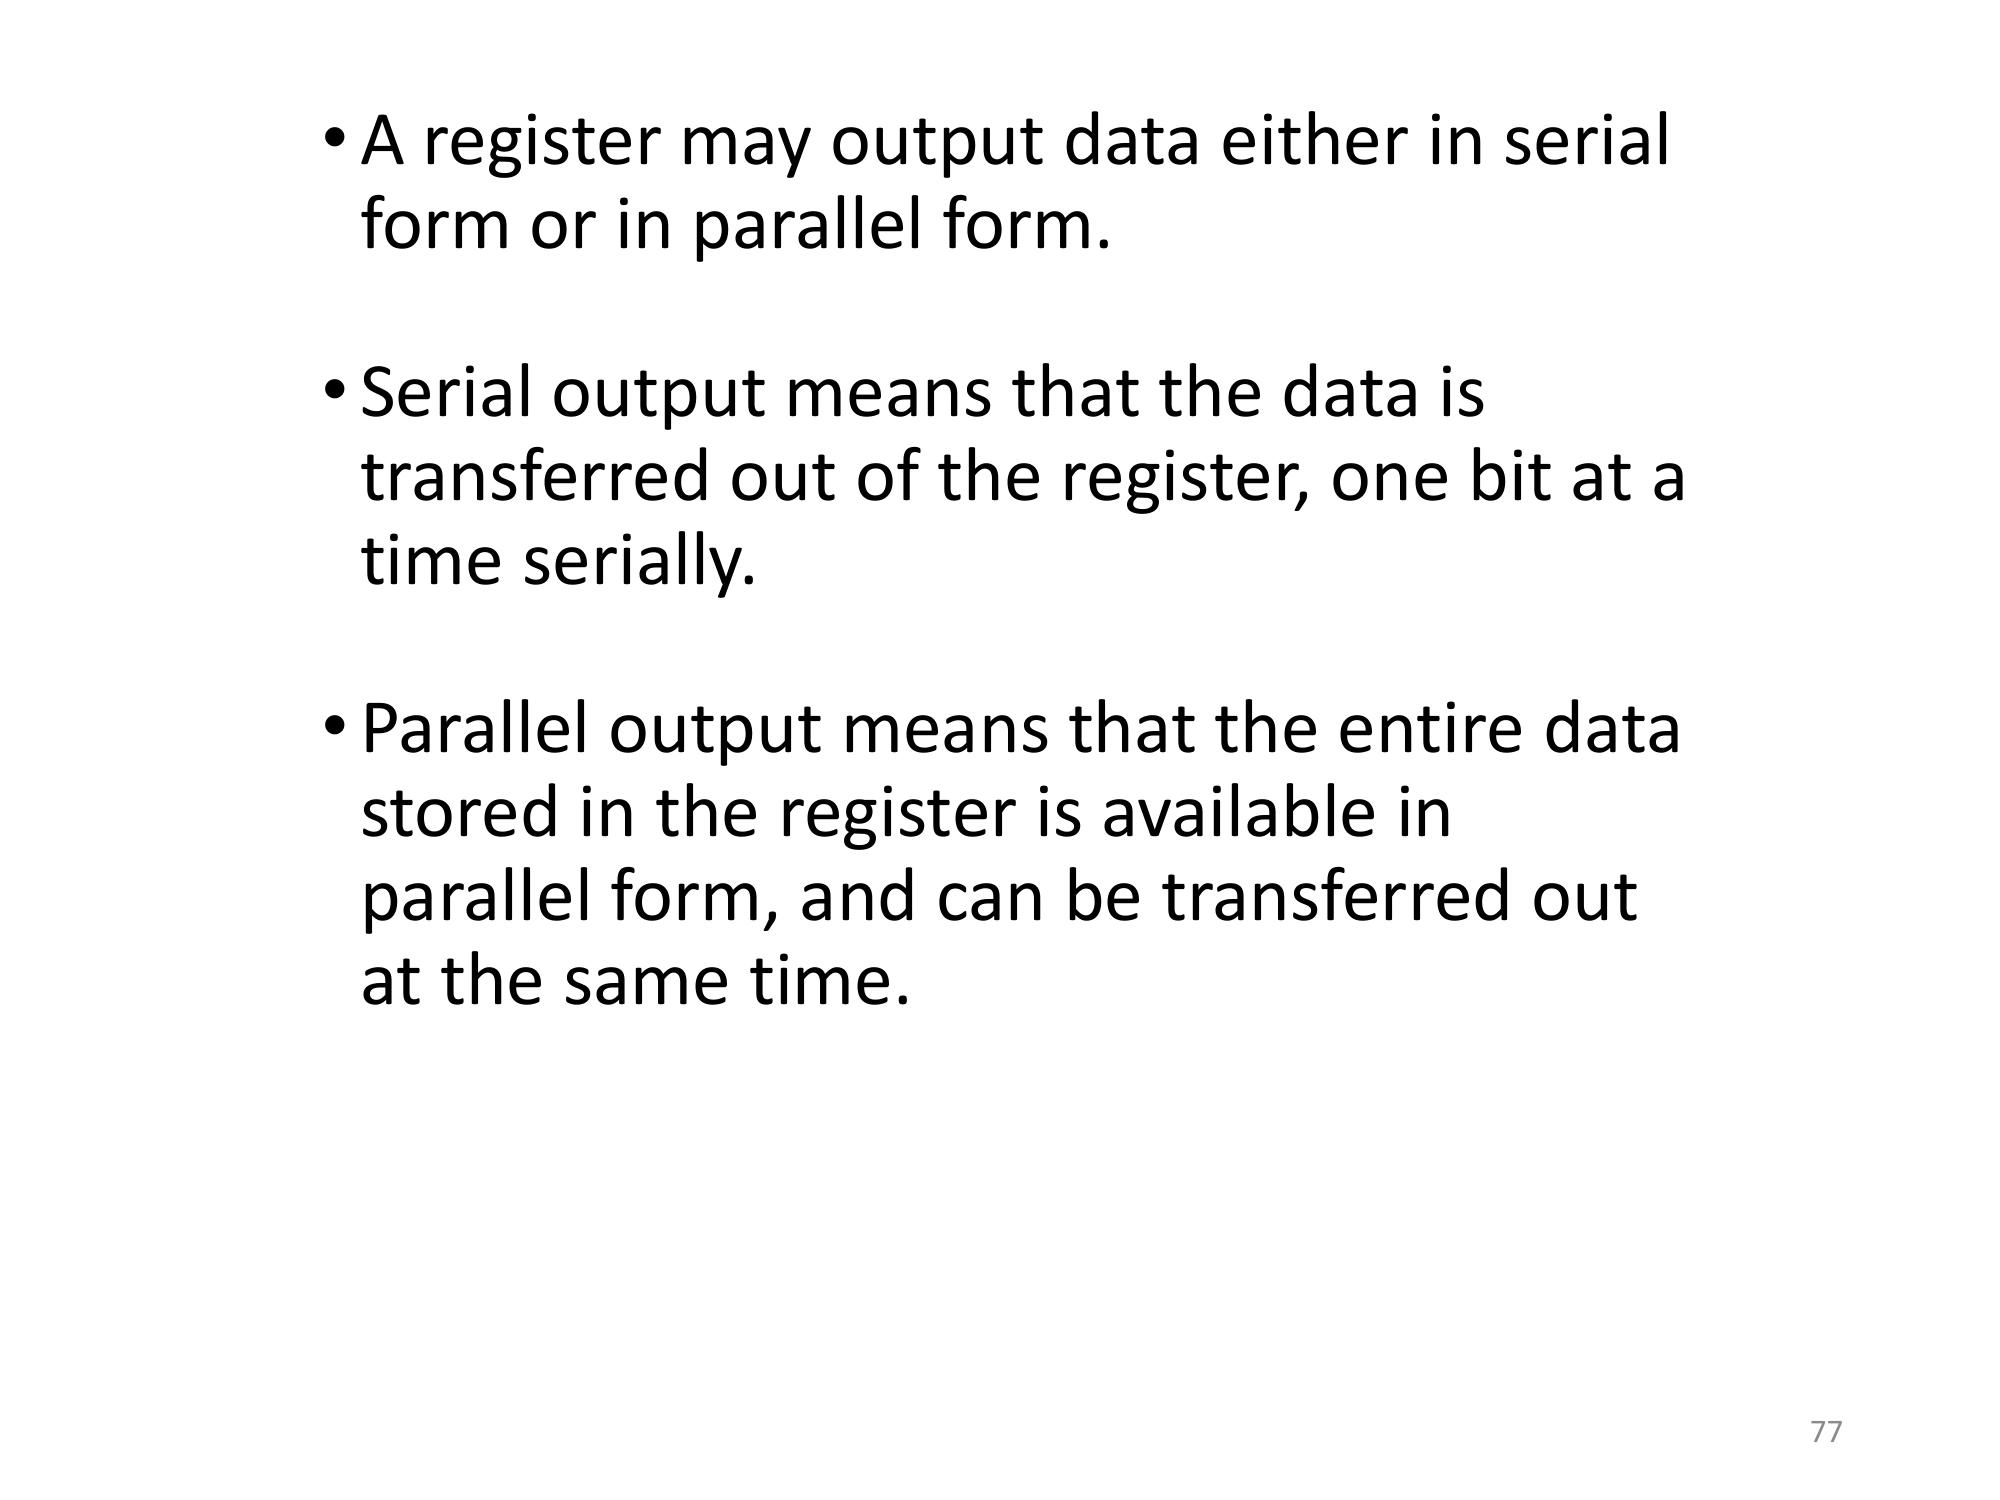 • A register may output data either in serial
form or in parallel form.
• Serial output means that the data is
transferred out of the register, one bit at a
time serially.
• Parallel output means that the entire data
stored in the register is available in
parallel form, and can be transferred out
at the same time.
77